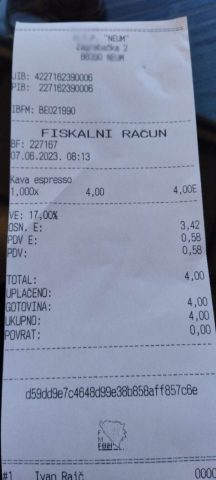 "NEUM"
Zagrebačka 2
88390 NEUM
JIB: 4227162390006
PIB: 227162390006
IBFM: BE021990
FISKALNI RAČUN
BF: 227167
07.06.2023. 08:13
Kava espresso
1,000x 4,00 4,00E
VE: 17,00%
OSN. E: 3,42
PDV E: 0,58
PDV: 0,58
TOTAL: 4,00
UPLAĆENO:
GOTOVINA: 4,00
UKUPNO: 4,00
POVRAT: 0,00
d59dd9e7c4648d99e38b858aff857c6e
#1 Ivan Raič 0000